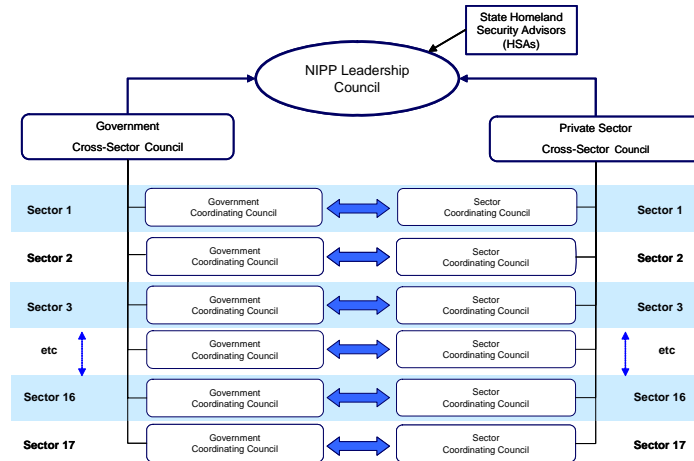 State Homeland
Security Advisors
(HSAs)
NIPP Leadership
Council
Government
Cross-Sector Council
Private Sector
Cross-Sector Council
Sector 1
Government
Coordinating Council
Sector
Coordinating Council
Sector 1
Sector 2
Government
Coordinating Council
Sector
Coordinating Council
Sector 2
Sector 3
Government
Coordinating Council
Sector
Coordinating Council
Sector 3
etc
Government
Coordinating Council
Sector
Coordinating Council
etc
Sector 16
Government
Coordinating Council
Sector
Coordinating Council
Sector 16
Sector 17
Government
Coordinating Council
Sector
Coordinating Council
Sector 17